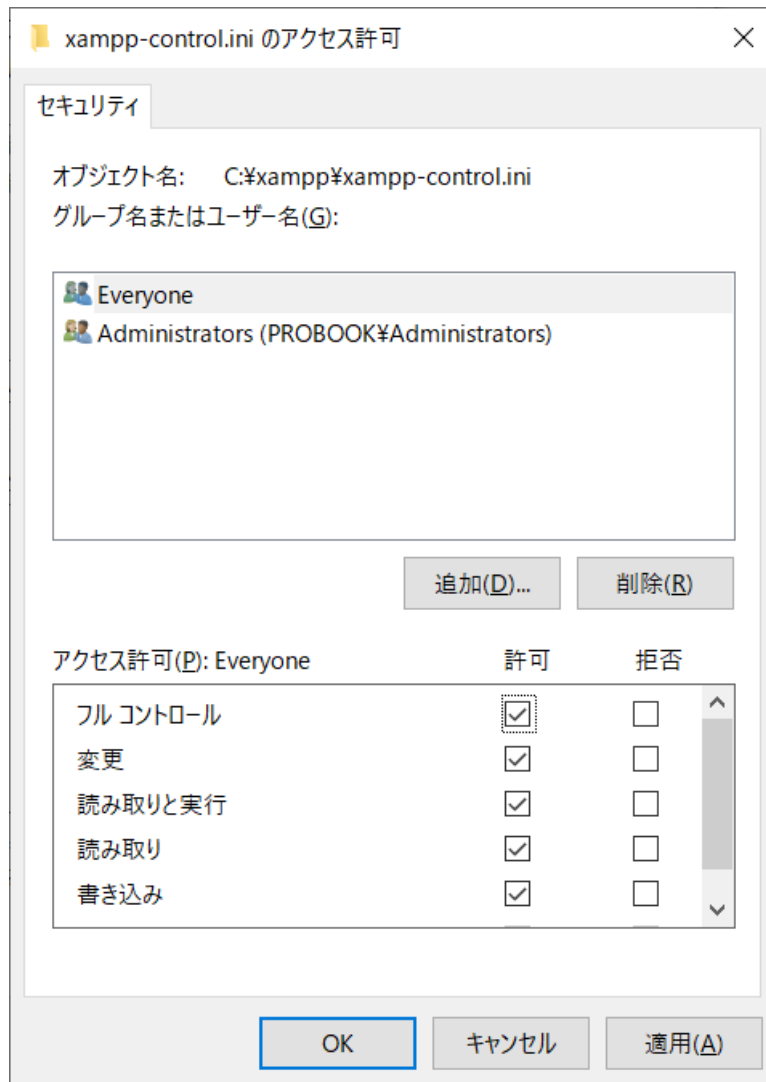 xampp-control.ini のアクセス許可
セキュリティ
オブジェクト名: C:¥xampp¥xampp-control.ini
グループ名またはユーザー名(G):
Everyone
Administrators (PROBOOK¥Administrators)
追加(D)... 削除(R)
アクセス許可(P): Everyone 許可 拒否
フル コントロール
変更
読み取りと実行
読み取り
書き込み
OK キャンセル 適用(A)